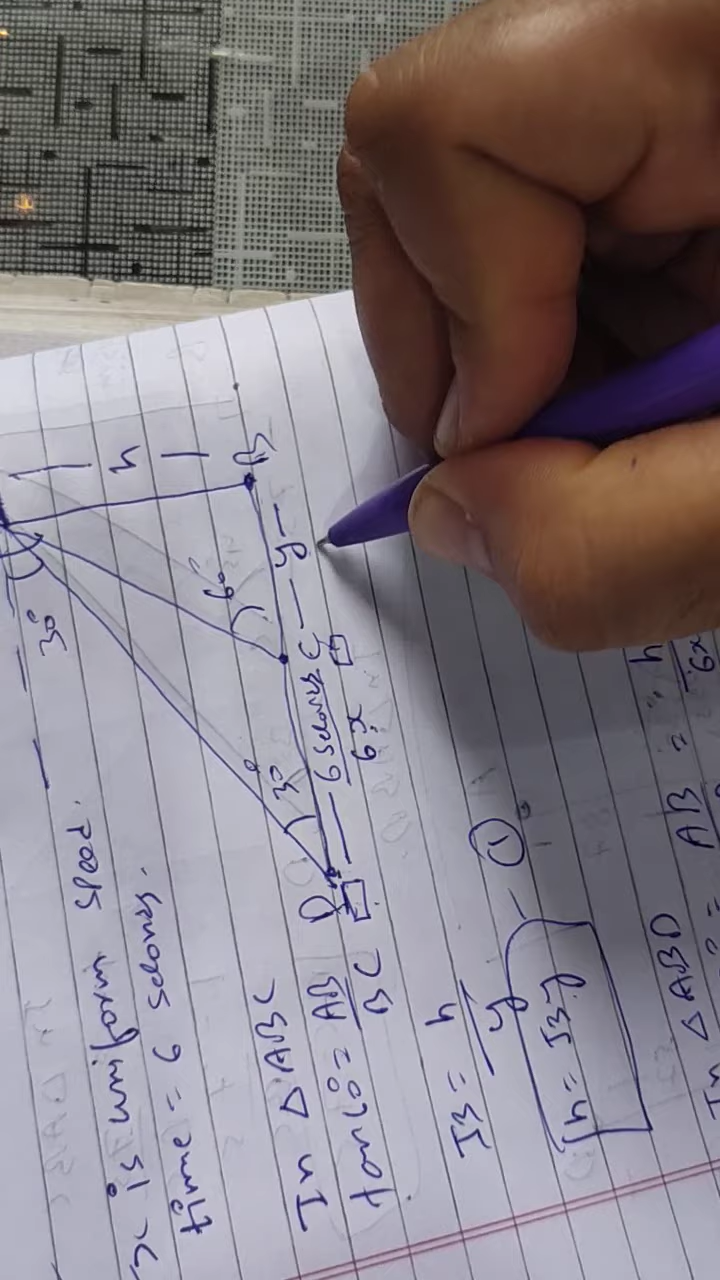 A
h
30°
60°
30°
B
y
C
6 seconds
6x
D
x is uniform speed.
time = 6 seconds.
In △ ABC
tan60° = AB/BC
√3 = h/y
h = √3y — ①
In △ ABD
AB = h
6x